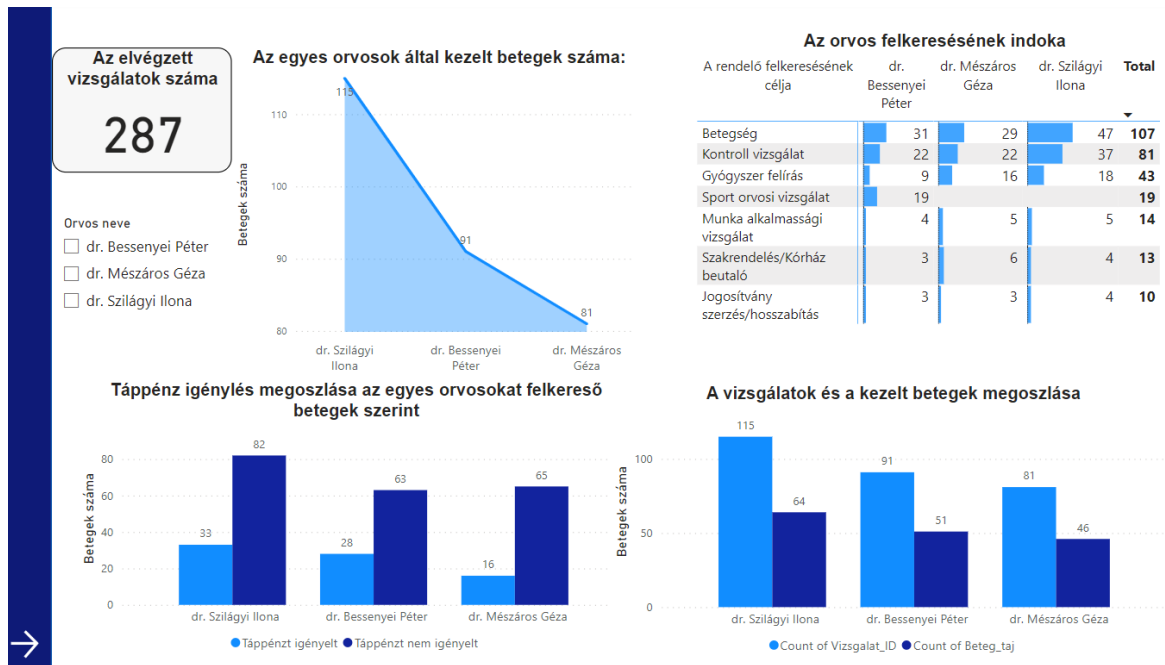 Az elvégzett
vizsgálatok száma
287
Orvos neve
dr. Bessenyei Péter
dr. Mészáros Géza
dr. Szilágyi Ilona
Az egyes orvosok által kezelt betegek száma:
Betegek száma
110
100
90
80
115
91
81
dr. Szilágyi
Ilona
dr. Bessenyei
Péter
dr. Mészáros
Géza
Az orvos felkeresésének indoka
A rendelő felkeresésének
célja
dr.
Bessenyei
Péter
dr. Mészáros
Géza
dr. Szilágyi
Ilona
Total
Betegség 31 29 47 107
Kontroll vizsgálat 22 22 37 81
Gyógyszer felírás 9 16 18 43
Sport orvosi vizsgálat 19 19
Munka alkalmassági
vizsgálat 4 5 5 14
Szakrendelés/Kórház
beutaló 3 6 4 13
Jogosítvány
szerzés/hosszabítás 3 3 4 10
Táppénz igénylés megoszlása az egyes orvosokat felkereső
betegek szerint
Betegek száma
80
60
40
20
0
33 82
28 63
16 65
dr. Szilágyi Ilona
dr. Bessenyei Péter
dr. Mészáros Géza
Táppénzt igényelt Táppénzt nem igényelt
A vizsgálatok és a kezelt betegek megoszlása
Betegek száma
100
50
0
115 64
91 51
81 46
dr. Szilágyi Ilona
dr. Bessenyei Péter
dr. Mészáros Géza
Count of Vizsgalat_ID Count of Beteg_taj